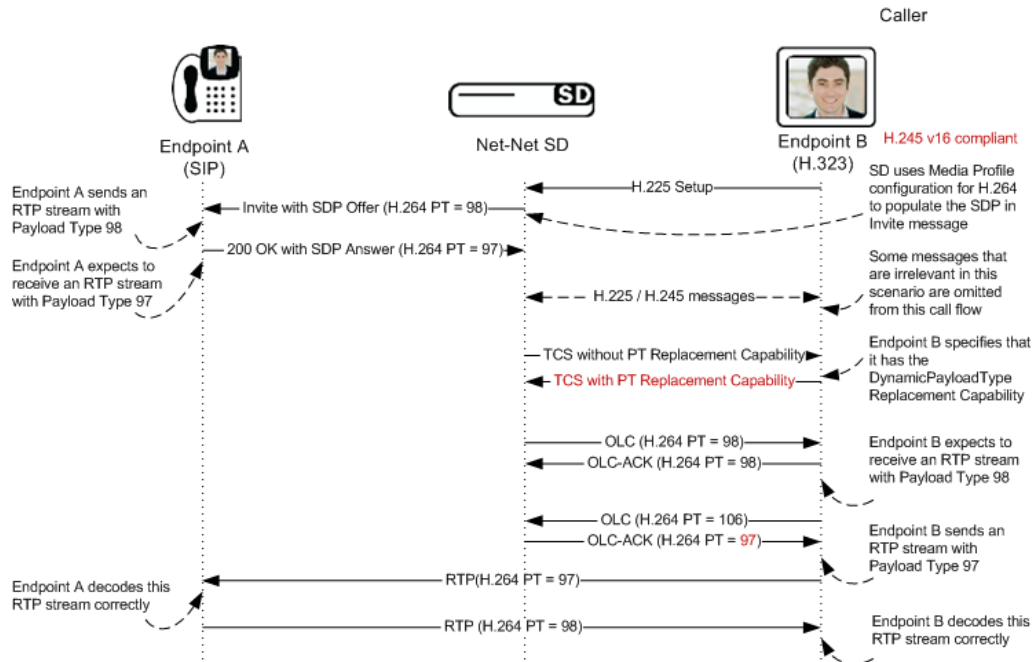 Caller
SD
Endpoint A
(SIP)
Net-Net SD
Endpoint B
(H.323)
H.245 v16 compliant
Endpoint A sends an
RTP stream with
Payload Type 98
H.225 Setup
Invite with SDP Offer (H.264 PT = 98)
SD uses Media Profile
configuration for H.264
to populate the SDP in
Invite message
200 OK with SDP Answer (H.264 PT = 97)
Endpoint A expects to
receive an RTP stream
with Payload Type 97
H.225 / H.245 messages
Some messages that
are irrelevant in this
scenario are omitted
from this call flow
TCS without PT Replacement Capability
TCS with PT Replacement Capability
Endpoint B specifies that
it has the
DynamicPayloadType
Replacement Capability
OLC (H.264 PT = 98)
OLC-ACK (H.264 PT = 98)
Endpoint B expects to
receive an RTP stream
with Payload Type 98
OLC (H.264 PT = 106)
OLC-ACK (H.264 PT = 97)
Endpoint B sends an
RTP stream with
Payload Type 97
RTP(H.264 PT = 97)
Endpoint A decodes this
RTP stream correctly
RTP (H.264 PT = 98)
Endpoint B decodes this
RTP stream correctly